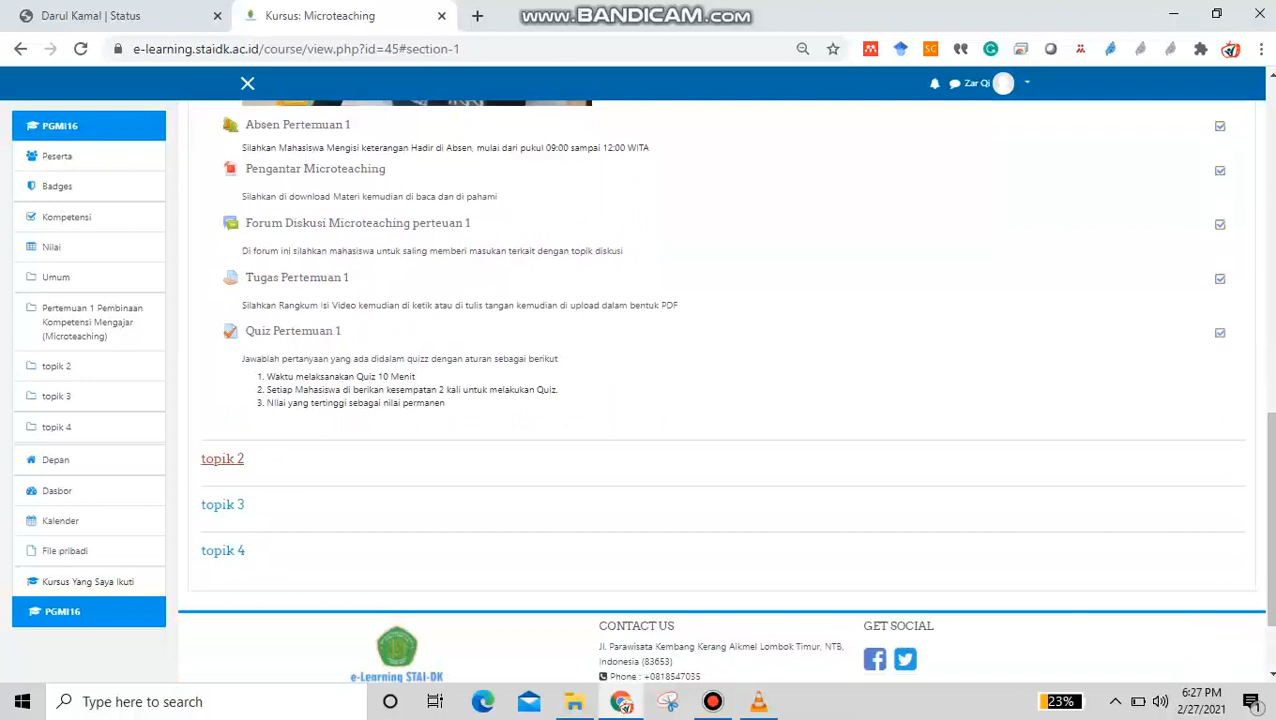 Darul Kamal | Status
Kursus: Microteaching
www.BANDICAM.com
e-learning.staidk.ac.id/course/view.php?id=45#section-1
Zar Qi
PGMI16
Peserta
Badges
Kompetensi
Nilai
Umum
Pertemuan 1 Pembinaan
Kompetensi Mengajar
(Microteaching)
topik 2
topik 3
topik 4
Depan
Dasbor
Kalender
File pribadi
Kursus Yang Saya Ikuti
PGMI16
Absen Pertemuan 1
Silahkan Mahasiswa Mengisi keterangan Hadir di Absen, mulai dari pukul 09:00 sampai 12:00 WITA
Pengantar Microteaching
Silahkan di download Materi kemudian di baca dan di pahami
Forum Diskusi Microteaching perteuan 1
Di forum ini silahkan mahasiswa untuk saling memberi masukan terkait dengan topik diskusi
Tugas Pertemuan 1
Silahkan Rangkum Isi Video kemudian di ketik atau di tulis tangan kemudian di upload dalam bentuk PDF
Quiz Pertemuan 1
Jawablah pertanyaan yang ada didalam quizz dengan aturan sebagai berikut
1. Waktu melaksanakan Quiz 10 Menit
2. Setiap Mahasiswa di berikan kesempatan 2 kali untuk melakukan Quiz.
3. NIlai yang tertinggi sebagai nilai permanen
topik 2
topik 3
topik 4
e-Learning STAI-DK
CONTACT US
Jl. Parawisata Kembang Kerang Aikmel Lombok Timur, NTB,
Indonesia (83653)
Phone : +0818547035
GET SOCIAL
Type here to search
23%
6:27 PM
2/27/2021